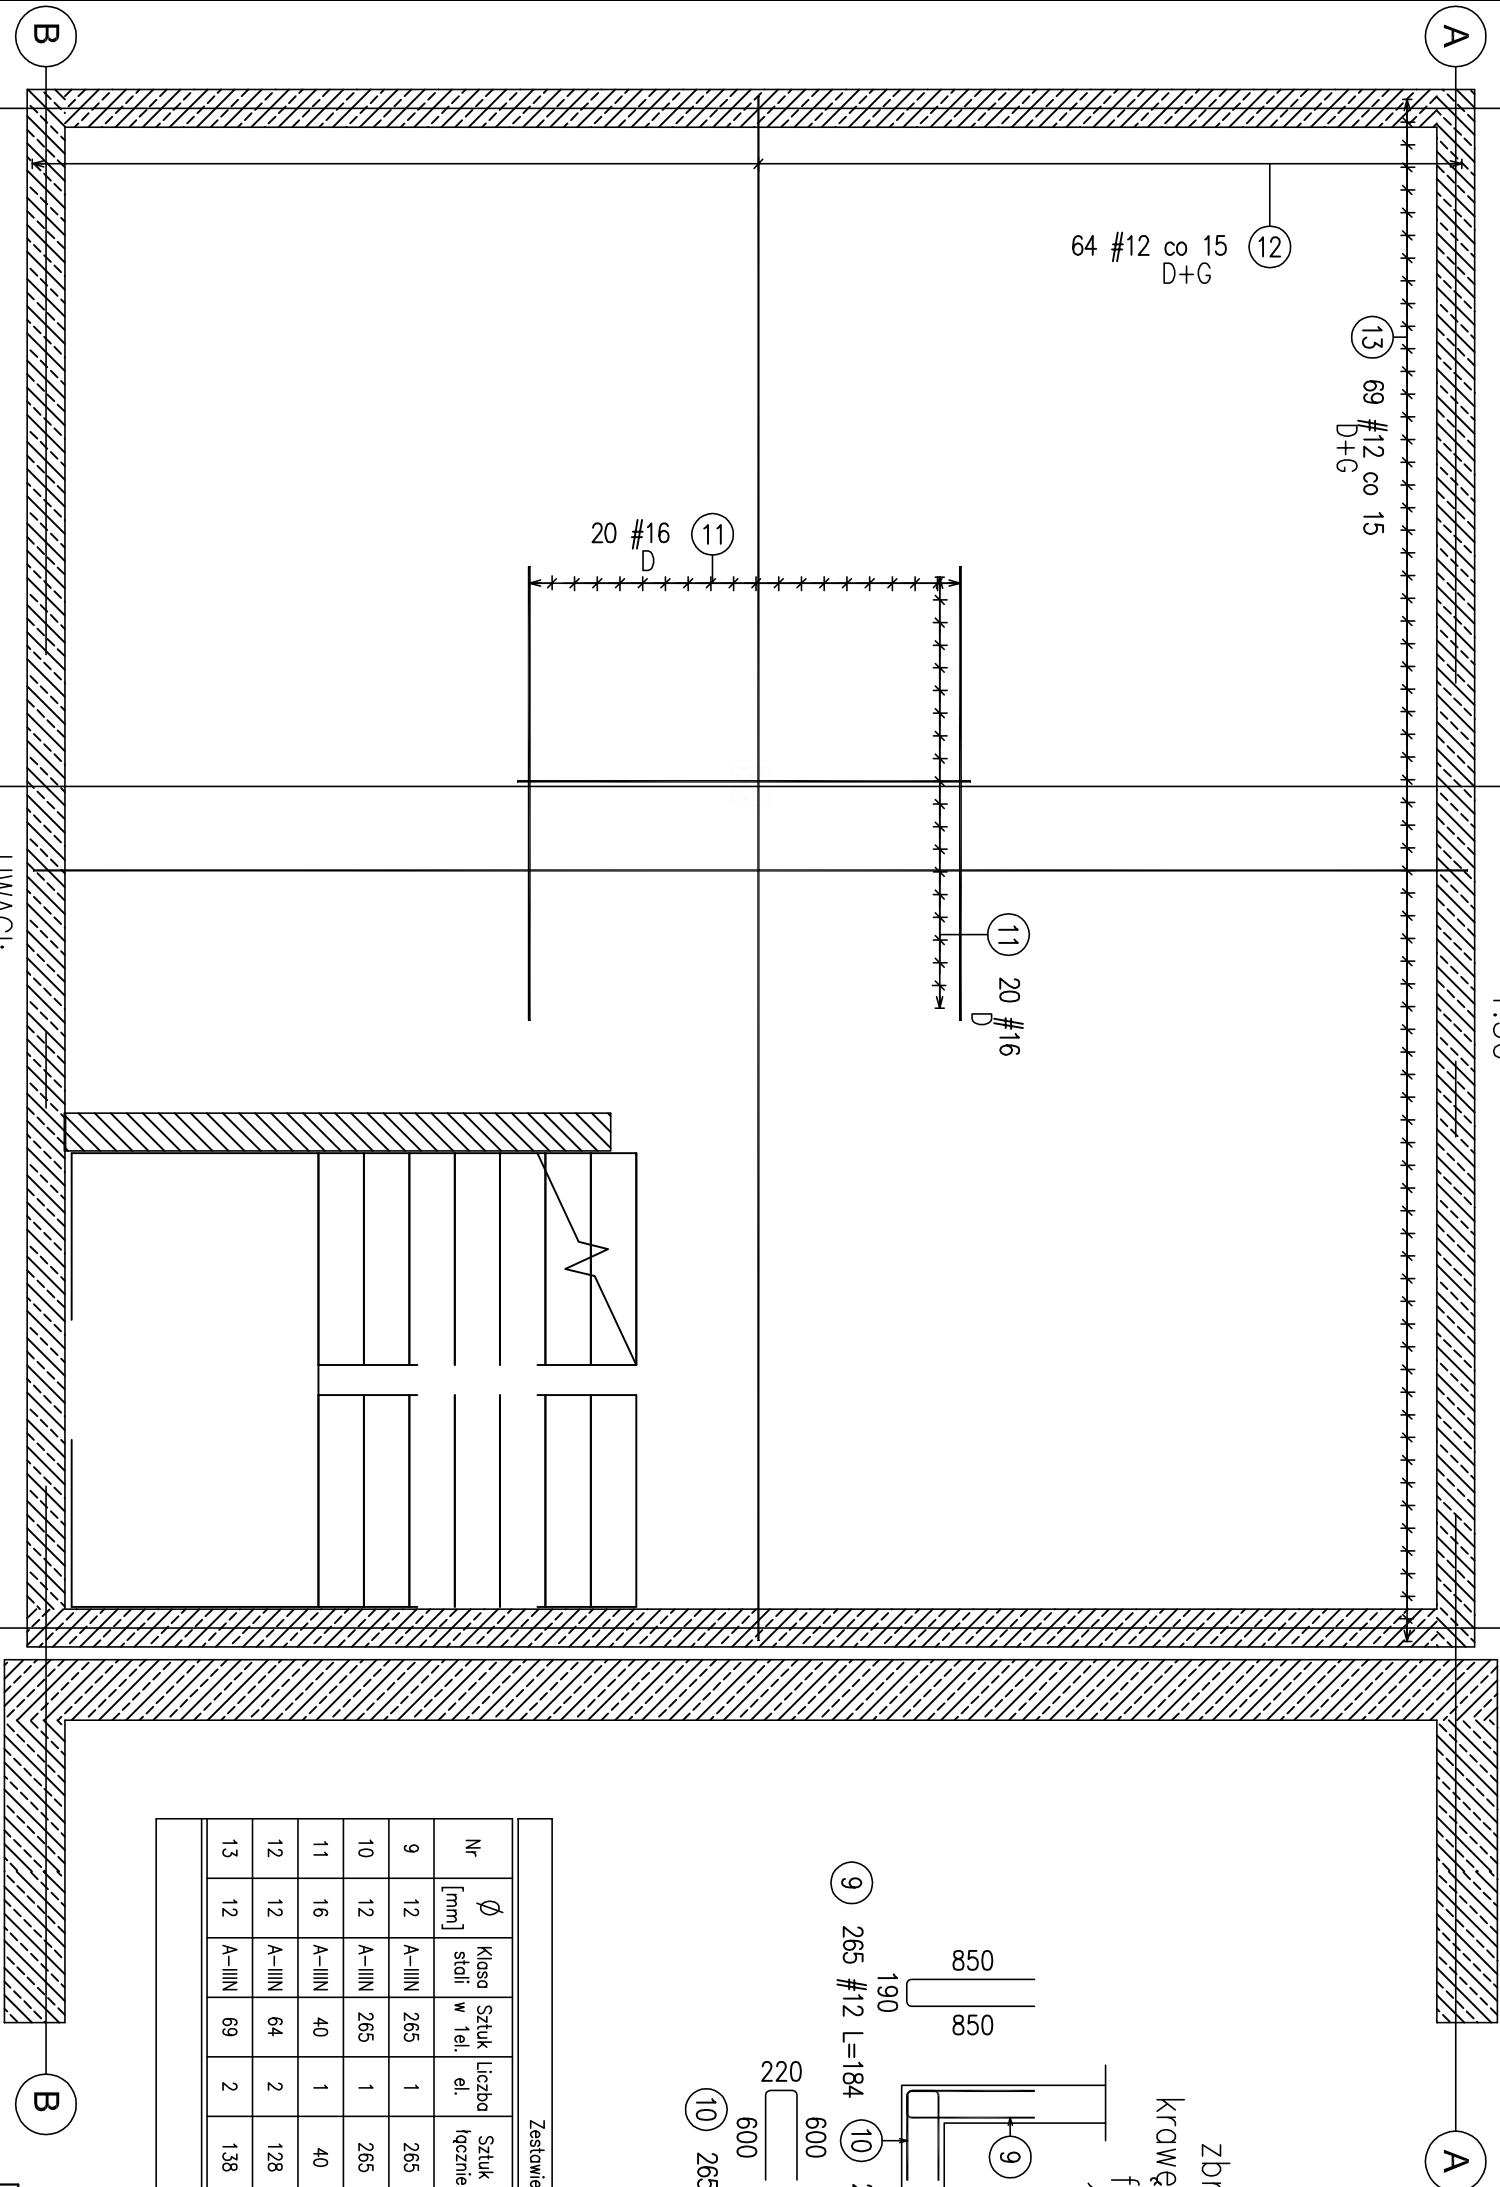 B
A
64 #12 co 15
D+G
12
13
69 #12 co 15
D+G
20 #16
D
11
11
20 #16
D
UWAGI:
9
265 #12 L=184
850
190
850
220
600
600
10
10
9
265
Nr
Ø
[mm]
Klasa
stali
Sztuk
w 1el.
Liczba
el.
Sztuk
łącznie
9 12 A-IIIN 265 1 265
10 12 A-IIIN 265 1 265
11 16 A-IIIN 40 1 40
12 12 A-IIIN 64 2 128
13 12 A-IIIN 69 2 138
B
A